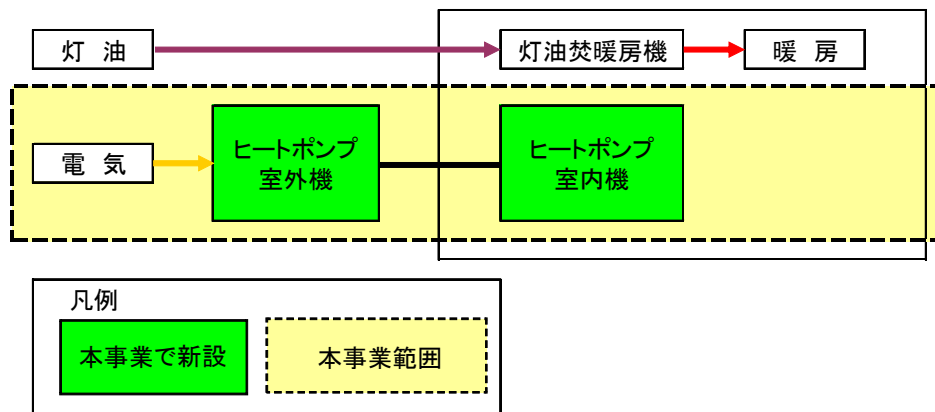 灯 油
灯油焚暖房機
暖 房
電 気
ヒートポンプ
室外機
ヒートポンプ
室内機
凡例
本事業で新設
本事業範囲